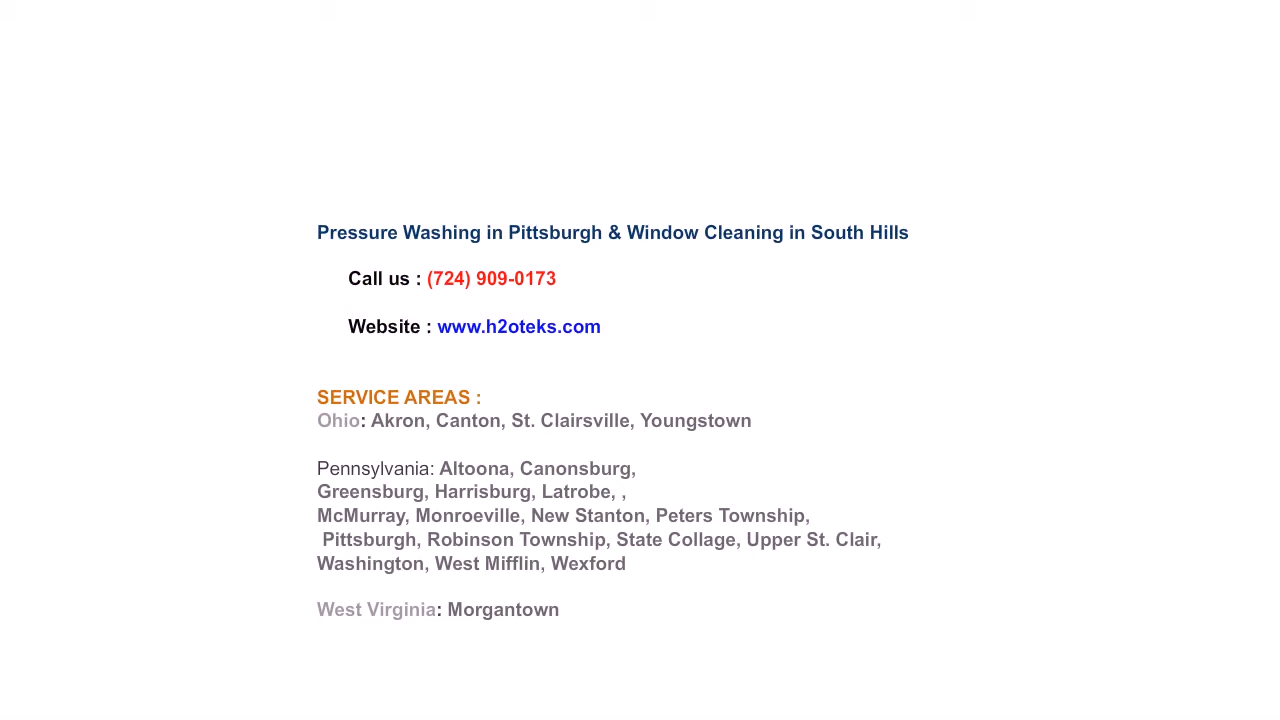 Pressure Washing in Pittsburgh & Window Cleaning in South Hills
Call us : (724) 909-0173
Website : www.h2oteks.com
SERVICE AREAS :
Ohio: Akron, Canton, St. Clairsville, Youngstown
Pennsylvania: Altoona, Canonsburg,
Greensburg, Harrisburg, Latrobe, ,
McMurray, Monroeville, New Stanton, Peters Township,
Pittsburgh, Robinson Township, State Collage, Upper St. Clair,
Washington, West Mifflin, Wexford
West Virginia: Morgantown